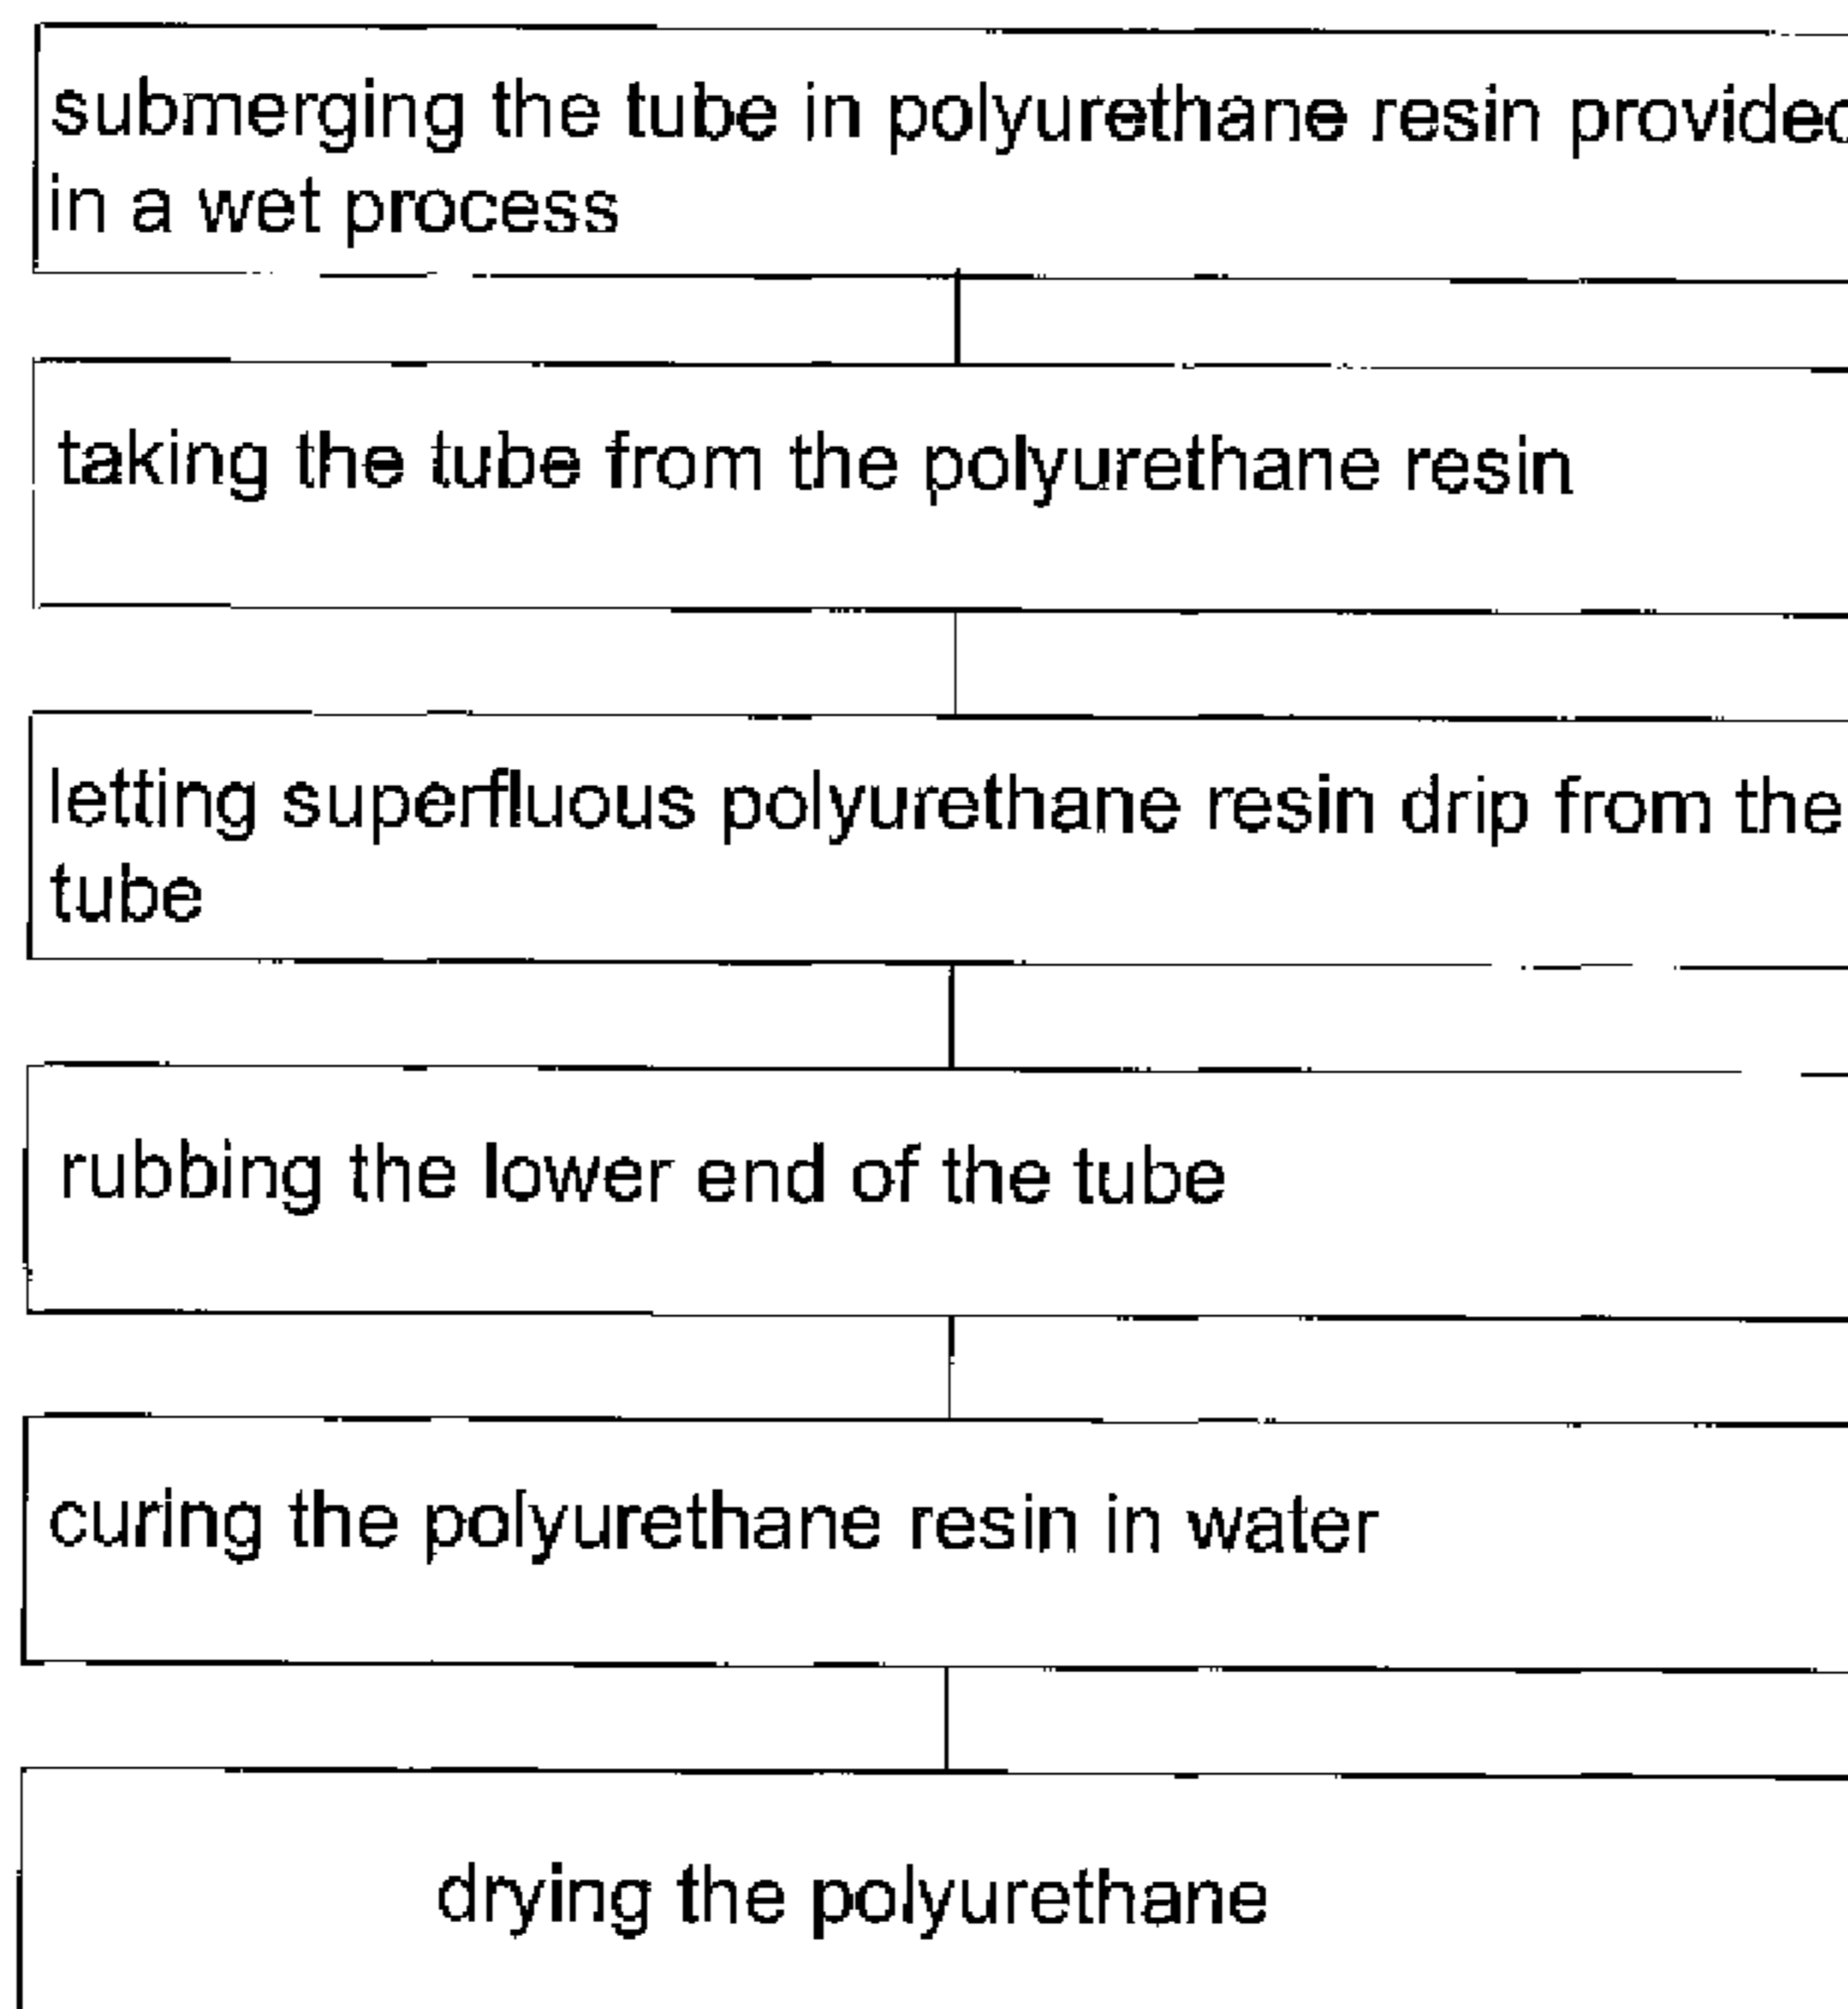 submerging the tube in polyurethane resin provided
in a wet process
taking the tube from the polyurethane resin
letting superfluous polyurethane resin drip from the
tube
rubbing the lower end of the tube
curing the polyurethane resin in water
drying the polyurethane